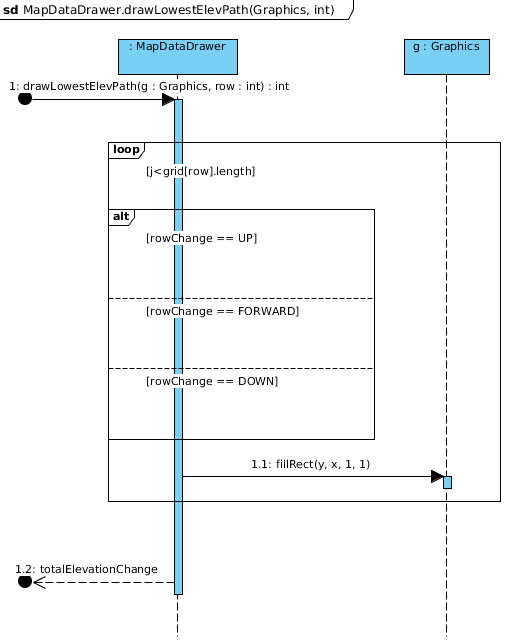 sd MapDataDrawer.drawLowestElevPath(Graphics, int)
: MapDataDrawer
g : Graphics
1: drawLowestElevPath(g : Graphics, row : int) : int
loop
[j<grid[row].length]
alt
[rowChange == UP]
[rowChange == FORWARD]
[rowChange == DOWN]
1.1: fillRect(y, x, 1, 1)
1.2: totalElevationChange